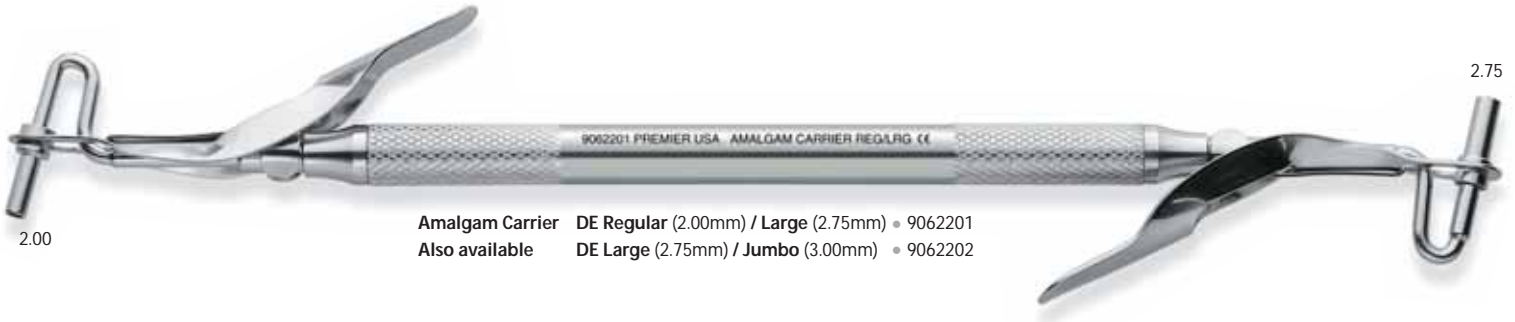 2.75
9062201 PREMIER USA AMALGAM CARRIER REG/LRG CE
2.00
Amalgam Carrier DE Regular (2.00mm) / Large (2.75mm) • 9062201
Also available DE Large (2.75mm) / Jumbo (3.00mm) • 9062202